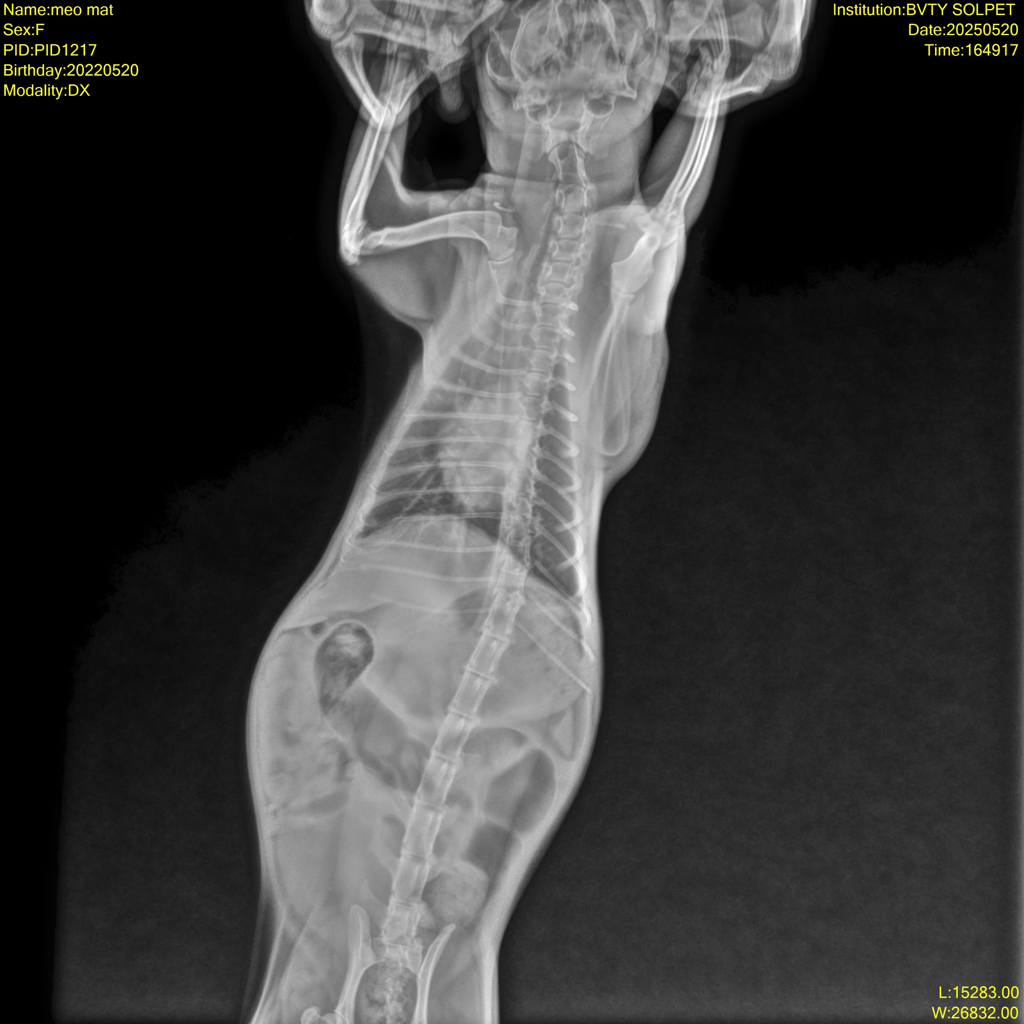 Name:meo mat
Sex:F
PID:PID1217
Birthday:20220520
Modality:DX
Institution:BVTY SOLPET
Date:20250520
Time:164917
L:15283.00
W:26832.00